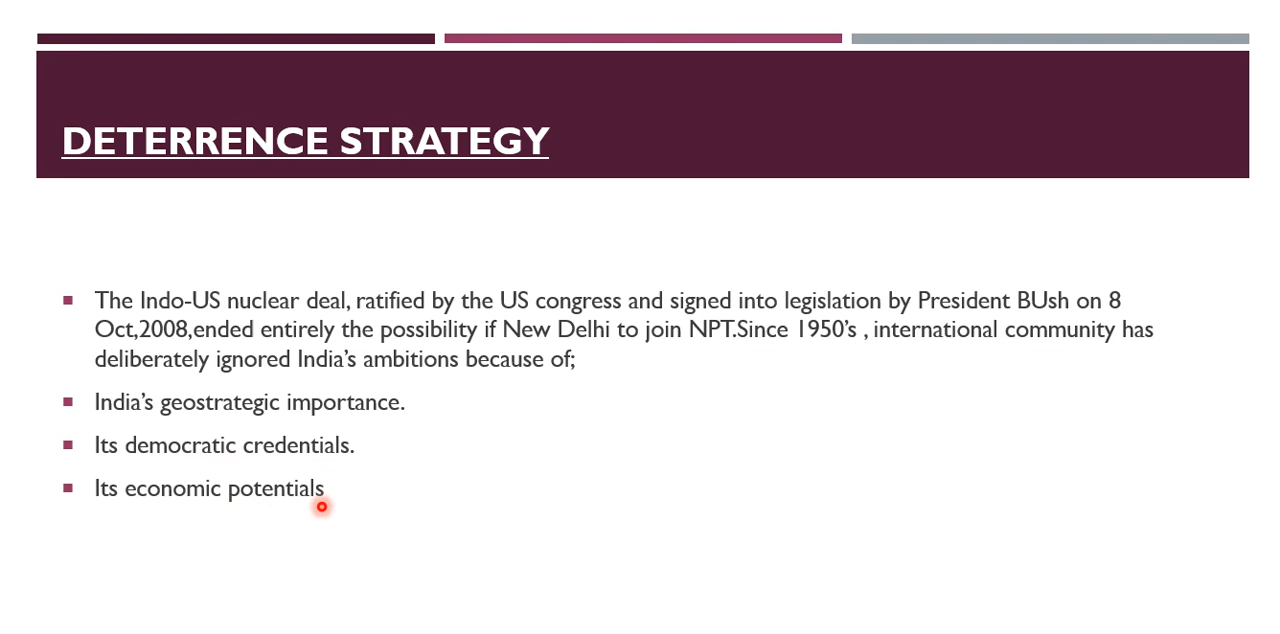 DETERRENCE STRATEGY
The Indo-US nuclear deal, ratified by the US congress and signed into legislation by President BUsh on 8
Oct,2008,ended entirely the possibility if New Delhi to join NPT.Since 1950's , international community has
deliberately ignored India's ambitions because of;
India's geostrategic importance.
Its democratic credentials.
Its economic potentials